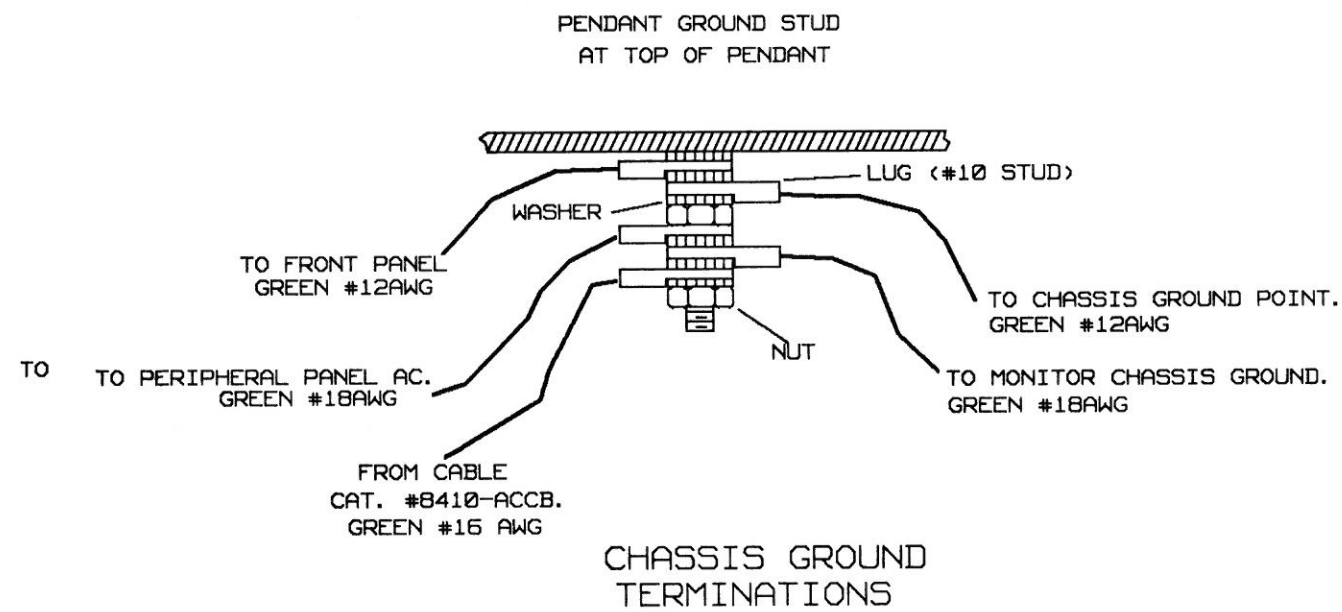 PENDANT GROUND STUD
AT TOP OF PENDANT
LUG (#10 STUD)
WASHER
TO FRONT PANEL
GREEN #12AWG
TO CHASSIS GROUND POINT.
GREEN #12AWG
NUT
TO
TO PERIPHERAL PANEL AC.
GREEN #18AWG
TO MONITOR CHASSIS GROUND.
GREEN #18AWG
FROM CABLE
CAT. #8410-ACCB.
GREEN #16 AWG
CHASSIS GROUND
TERMINATIONS